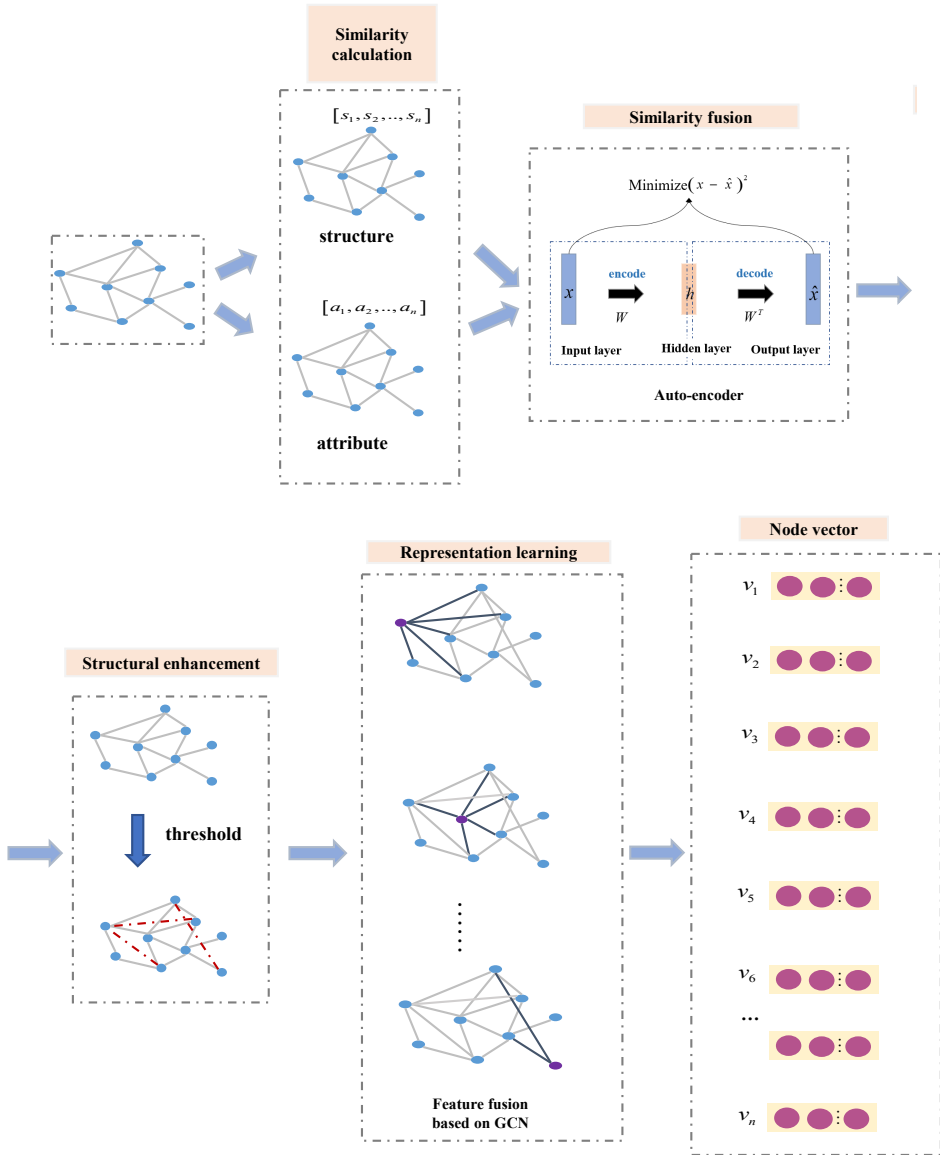 Similarity
calculation
[s₁, s₂, .., sₙ]
structure
[a₁, a₂, .., aₙ]
attribute
Similarity fusion
Minimize(x − x̂)²
encode
decode
x
h
x̂
W
Wᵀ
Input layer
Hidden layer
Output layer
Auto-encoder
Structural enhancement
threshold
Representation learning
Feature fusion
based on GCN
Node vector
v₁
v₂
v₃
v₄
v₅
v₆
...
vₙ